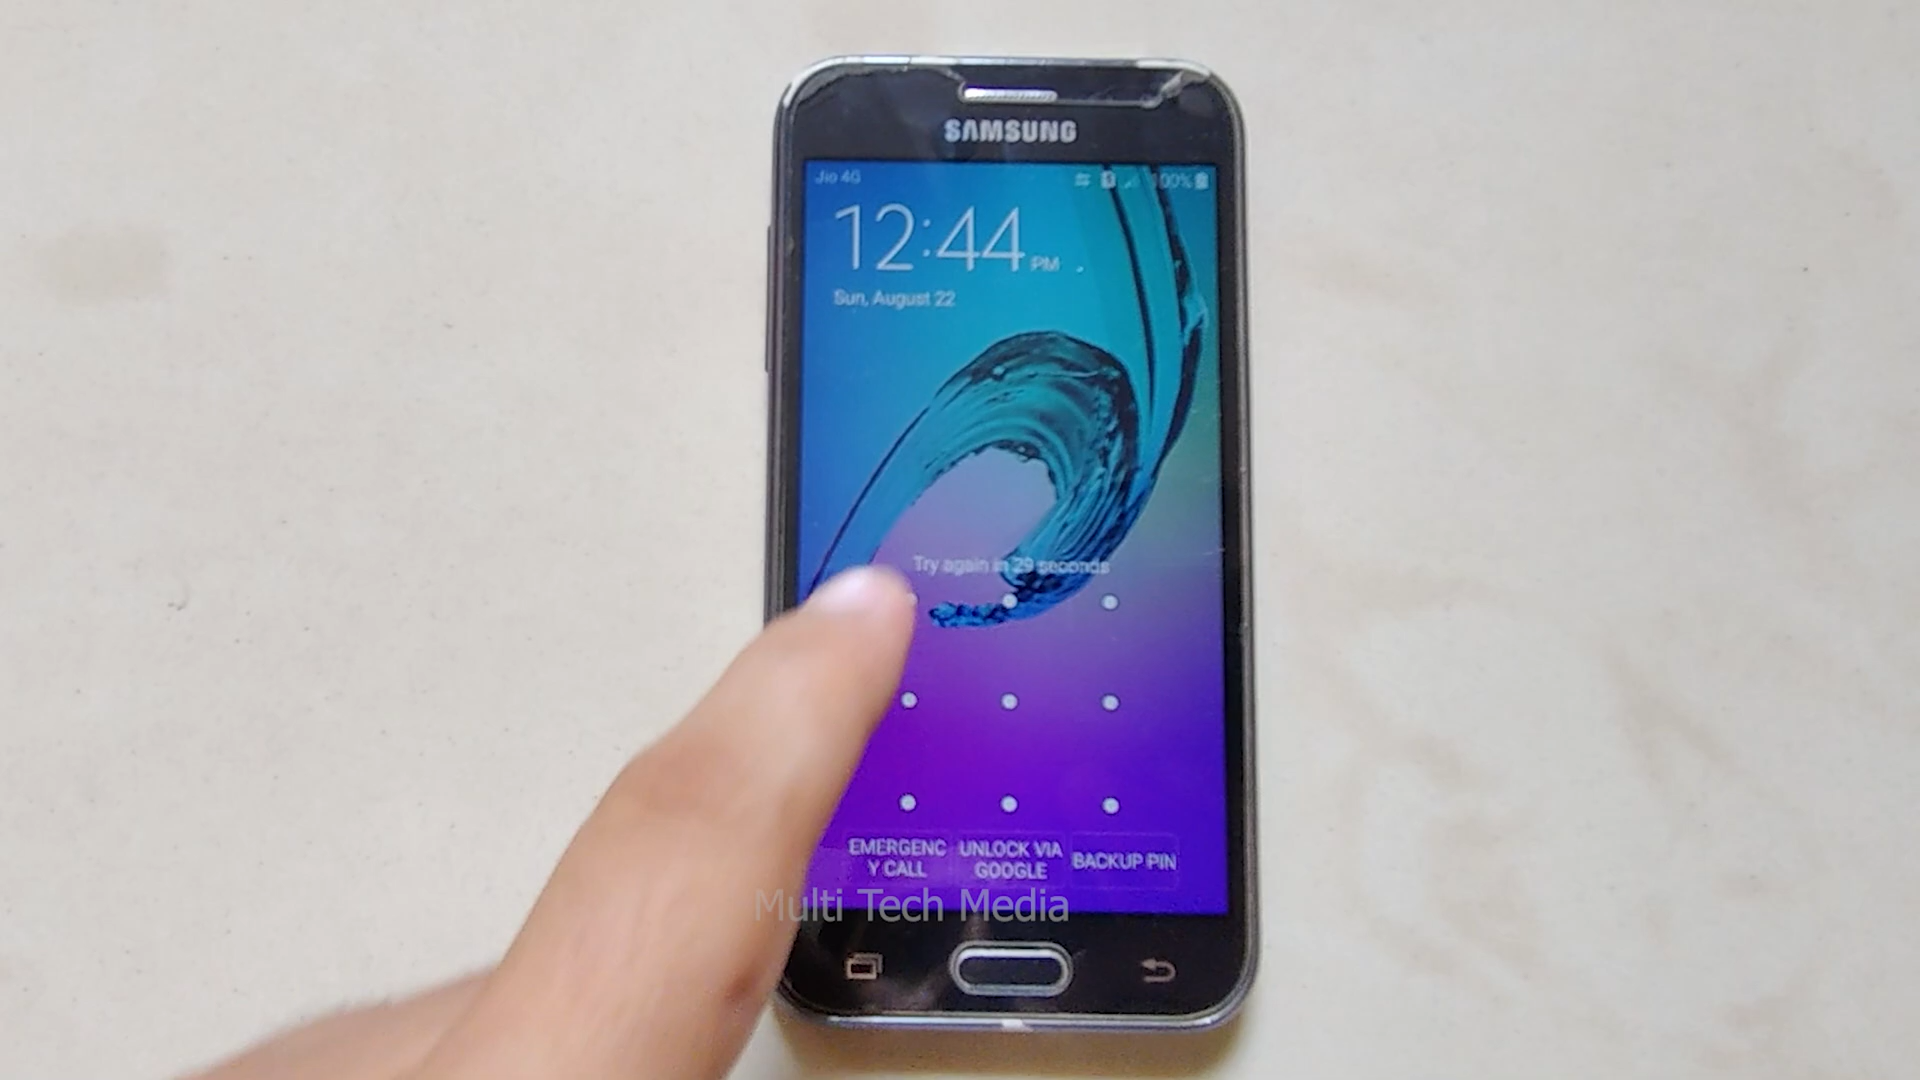 SAMSUNG
Jio 4G
100%
12:44 PM
Sun, August 22
Try again in 29 seconds
EMERGENC
Y CALL
UNLOCK VIA
GOOGLE
BACKUP PIN
Multi Tech Media